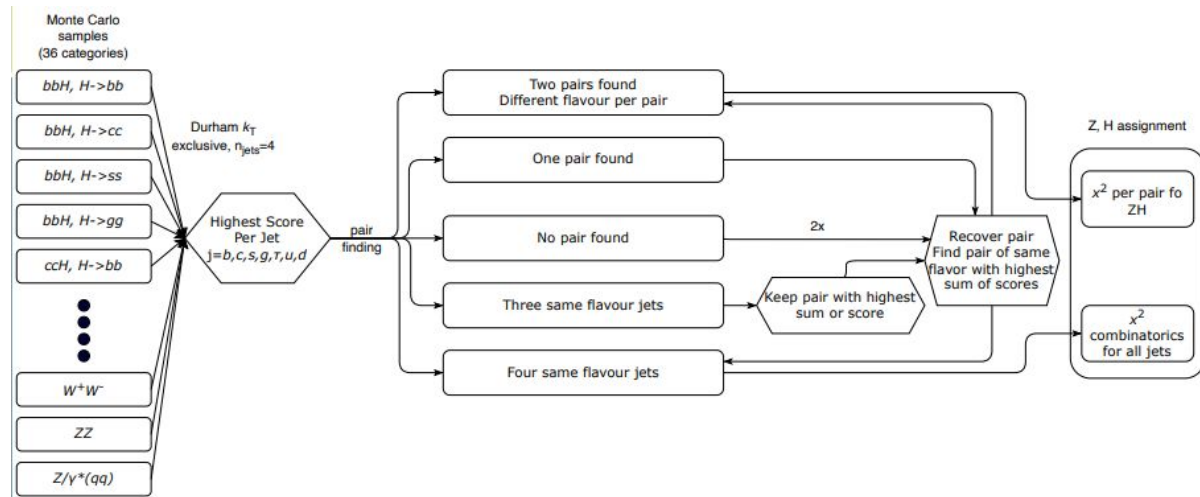 Monte Carlo
samples
(36 categories)
bbH, H->bb
bbH, H->cc
bbH, H->ss
bbH, H->gg
ccH, H->bb
W⁺W⁻
ZZ
Z/γ*(qq)
Durham kT
exclusive, njets=4
Highest Score
Per Jet
j=b,c,s,g,τ,u,d
pair
finding
Two pairs found
Different flavour per pair
One pair found
No pair found
Three same flavour jets
Four same flavour jets
2x
Keep pair with highest
sum or score
Recover pair
Find pair of same
flavor with highest
sum of scores
Z, H assignment
x² per pair fo
ZH
x²
combinatorics
for all jets